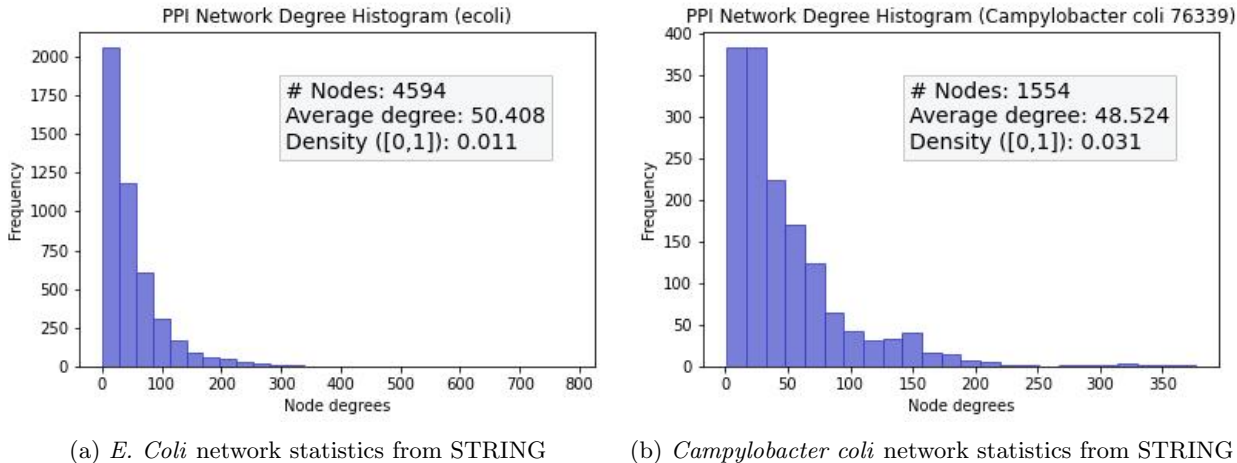 PPI Network Degree Histogram (ecoli)
2000
1750
1500
1250
1000
750
500
250
0
Frequency
# Nodes: 4594
Average degree: 50.408
Density ([0,1]): 0.011
0 100 200 300 400 500 600 700 800
Node degrees
(a) E. Coli network statistics from STRING
PPI Network Degree Histogram (Campylobacter coli 76339)
400
350
300
250
200
150
100
50
0
Frequency
# Nodes: 1554
Average degree: 48.524
Density ([0,1]): 0.031
0 50 100 150 200 250 300 350
Node degrees
(b) Campylobacter coli network statistics from STRING